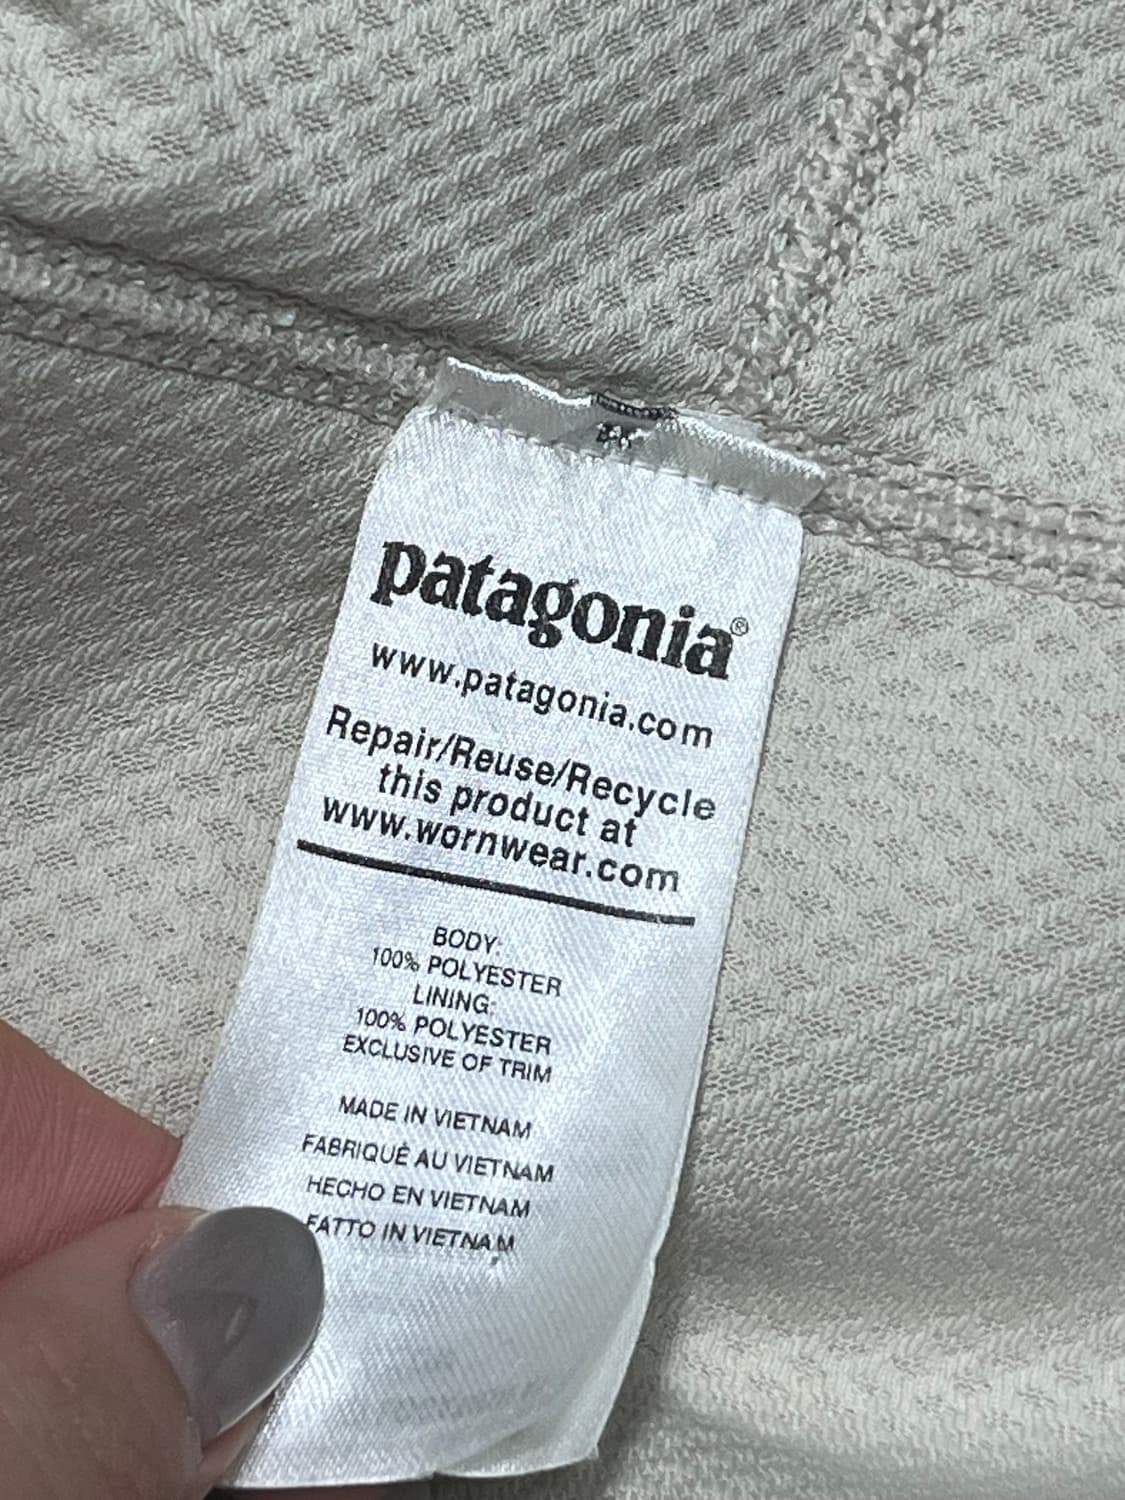 patagonia®
www.patagonia.com
Repair/Reuse/Recycle
this product at
www.wornwear.com
BODY:
100% POLYESTER
LINING:
100% POLYESTER
EXCLUSIVE OF TRIM
MADE IN VIETNAM
FABRIQUÉ AU VIETNAM
HECHO EN VIETNAM
FATTO IN VIETNAM